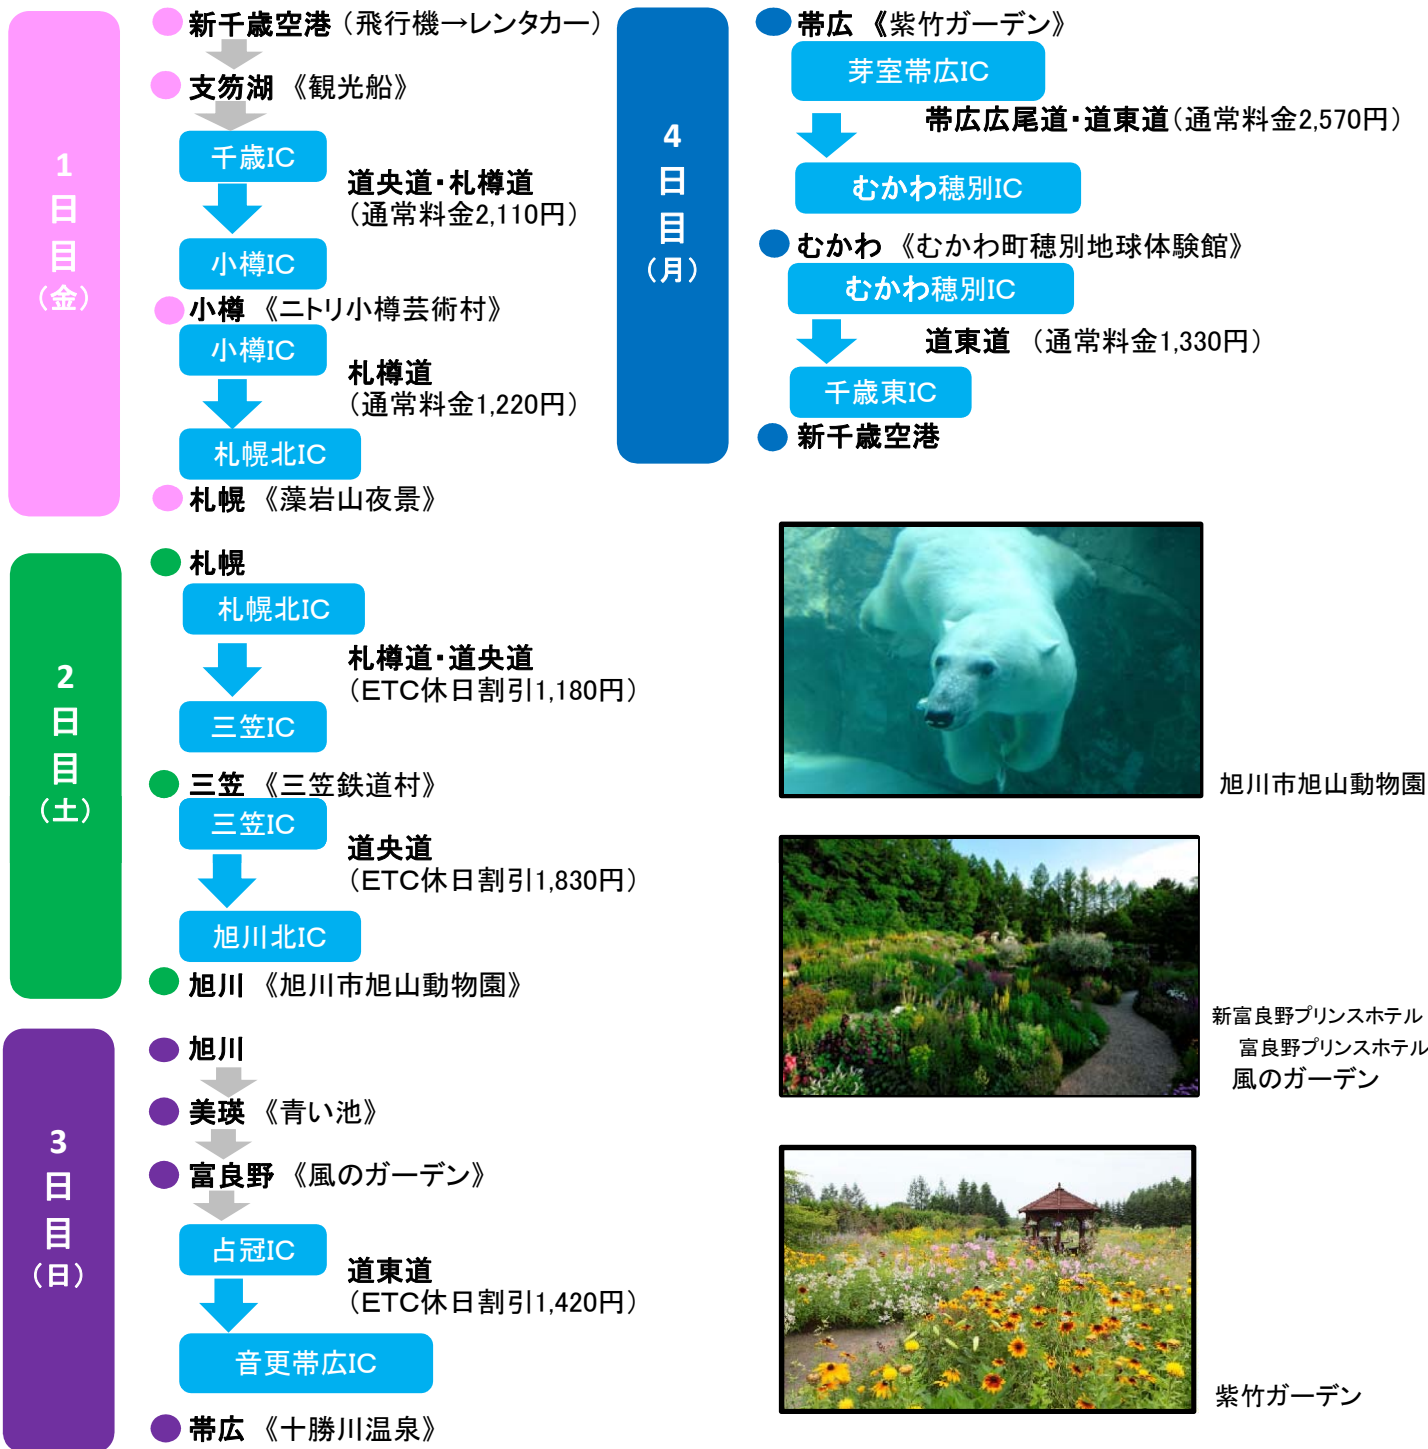 1
日
目
（金）
新千歳空港（飛行機→レンタカー）
支笏湖 《観光船》
千歳IC
道央道・札樽道
（通常料金2,110円）
小樽IC
小樽 《ニトリ小樽芸術村》
小樽IC
札樽道
（通常料金1,220円）
札幌北IC
札幌 《藻岩山夜景》
2
日
目
（土）
札幌
札幌北IC
札樽道・道央道
（ETC休日割引1,180円）
三笠IC
三笠 《三笠鉄道村》
三笠IC
道央道
（ETC休日割引1,830円）
旭川北IC
旭川 《旭川市旭山動物園》
3
日
目
（日）
旭川
美瑛 《青い池》
富良野 《風のガーデン》
占冠IC
道東道
（ETC休日割引1,420円）
音更帯広IC
帯広 《十勝川温泉》
4
日
目
（月）
帯広 《紫竹ガーデン》
芽室帯広IC
帯広広尾道・道東道（通常料金2,570円）
むかわ穂別IC
むかわ 《むかわ町穂別地球体験館》
むかわ穂別IC
道東道 （通常料金1,330円）
千歳東IC
新千歳空港
旭川市旭山動物園
新富良野プリンスホテル
富良野プリンスホテル
風のガーデン
紫竹ガーデン